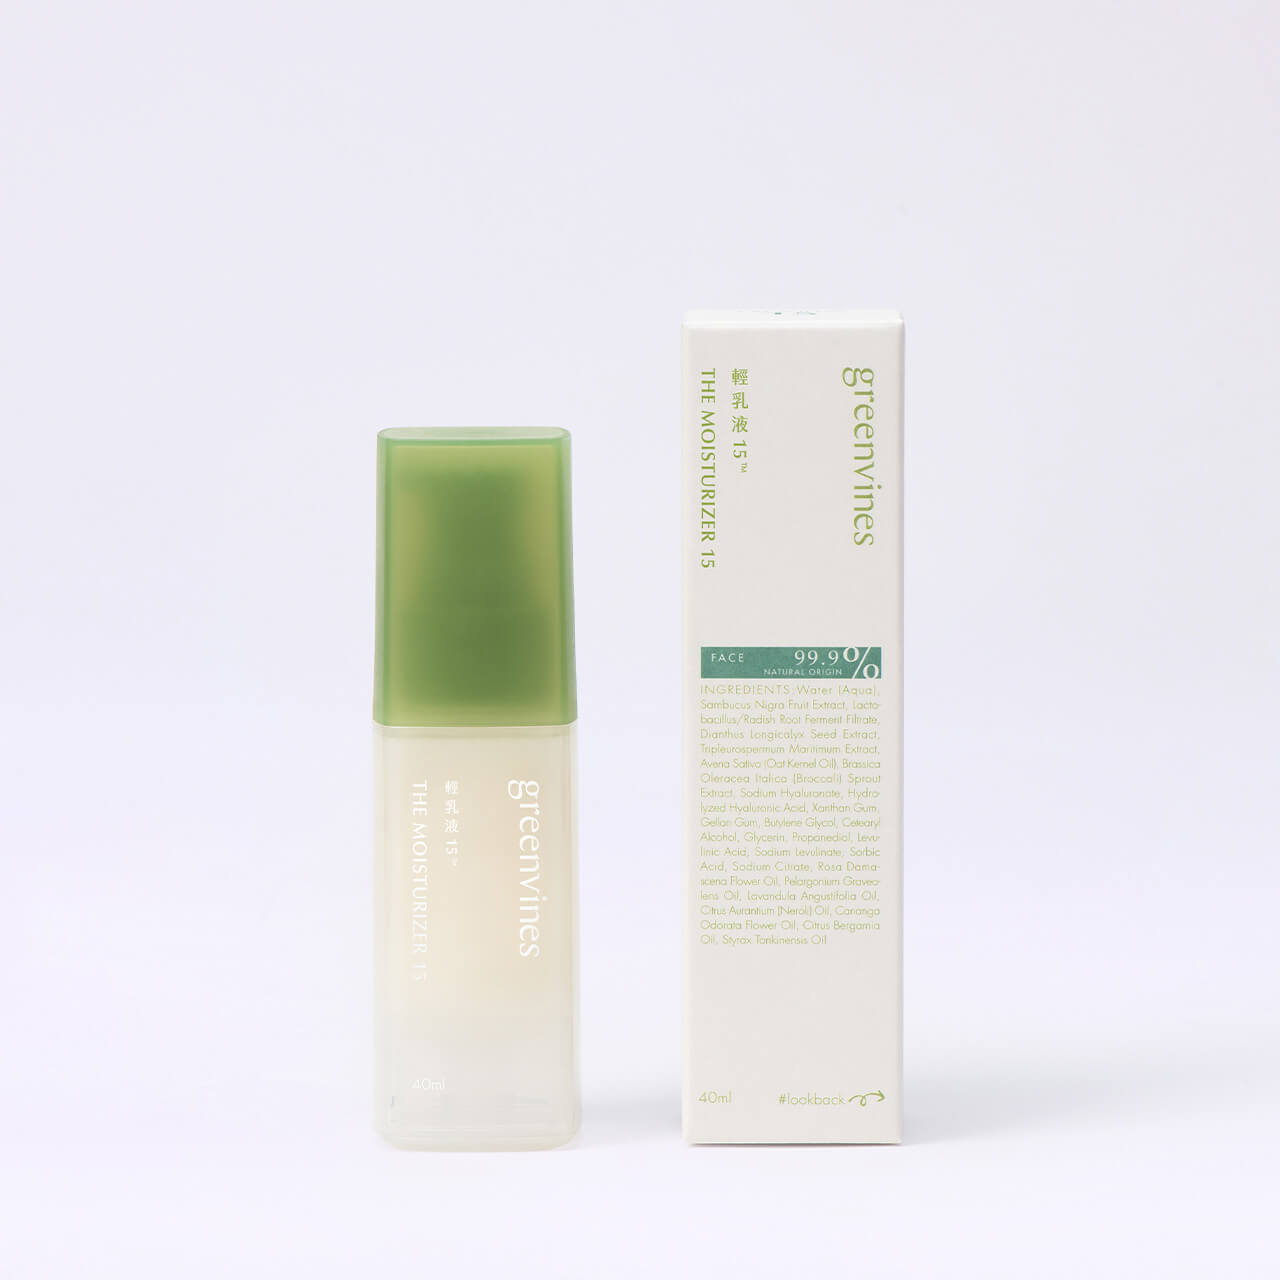 greenvines
輕乳液 15™
THE MOISTURIZER 15
40ml
greenvines
輕乳液 15™
THE MOISTURIZER 15
FACE
99.9%
NATURAL ORIGIN
INGREDIENTS: Water (Aqua),
Sambucus Nigra Fruit Extract, Lacto-
bacillus/Radish Root Ferment Filtrate,
Dianthus Longicalyx Seed Extract,
Tripleurospermum Maritimum Extract,
Avena Sativa (Oat Kernel Oil), Brassica
Oleracea Italica (Broccoli) Sprout
Extract, Sodium Hyaluronate, Hydro-
lyzed Hyaluronic Acid, Xanthan Gum,
Gellan Gum, Butylene Glycol, Cetearyl
Alcohol, Glycerin, Propanediol, Levu-
linic Acid, Sodium Levulinate, Sorbic
Acid, Sodium Citrate, Rosa Dama-
scena Flower Oil, Pelargonium Graveo-
lens Oil, Lavandula Angustifolia Oil,
Citrus Aurantium (Neroli) Oil, Cananga
Odorata Flower Oil, Citrus Bergamia
Oil, Styrax Tonkinensis Oil
40ml
#lookback